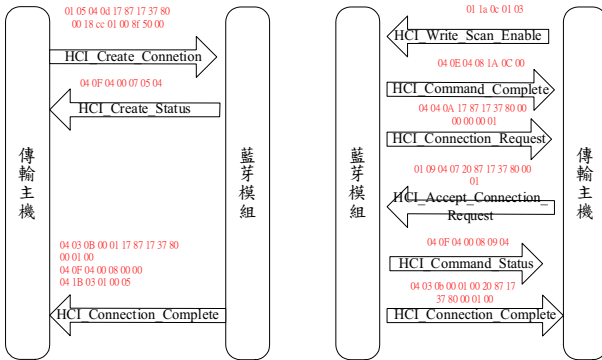 01 05 04 0d 17 87 17 37 80
00 18 cc 01 00 8f 50 00
HCI_Create_Connetion
04 0F 04 00 07 05 04
HCI_Create_Status
傳輸主機
藍芽模組
04 03 0B 00 01 17 87 17 37 80
00 01 00
04 0F 04 00 08 00 00
04 1B 03 01 00 05
HCI_Connection_Complete
01 1a 0c 01 03
HCI_Write_Scan_Enable
04 0E 04 08 1A 0C 00
HCI_Command_Complete
04 04 0A 17 87 17 37 80 00
00 00 00 01
HCI_Connection_Request
藍芽模組
傳輸主機
01 09 04 07 20 87 17 37 80 00
01
HCI_Accept_Connection_
Request
04 0F 04 00 08 09 04
HCI_Command_Status
04 03 0b 00 01 00 20 87 17
37 80 00 01 00
HCI_Connection_Complete